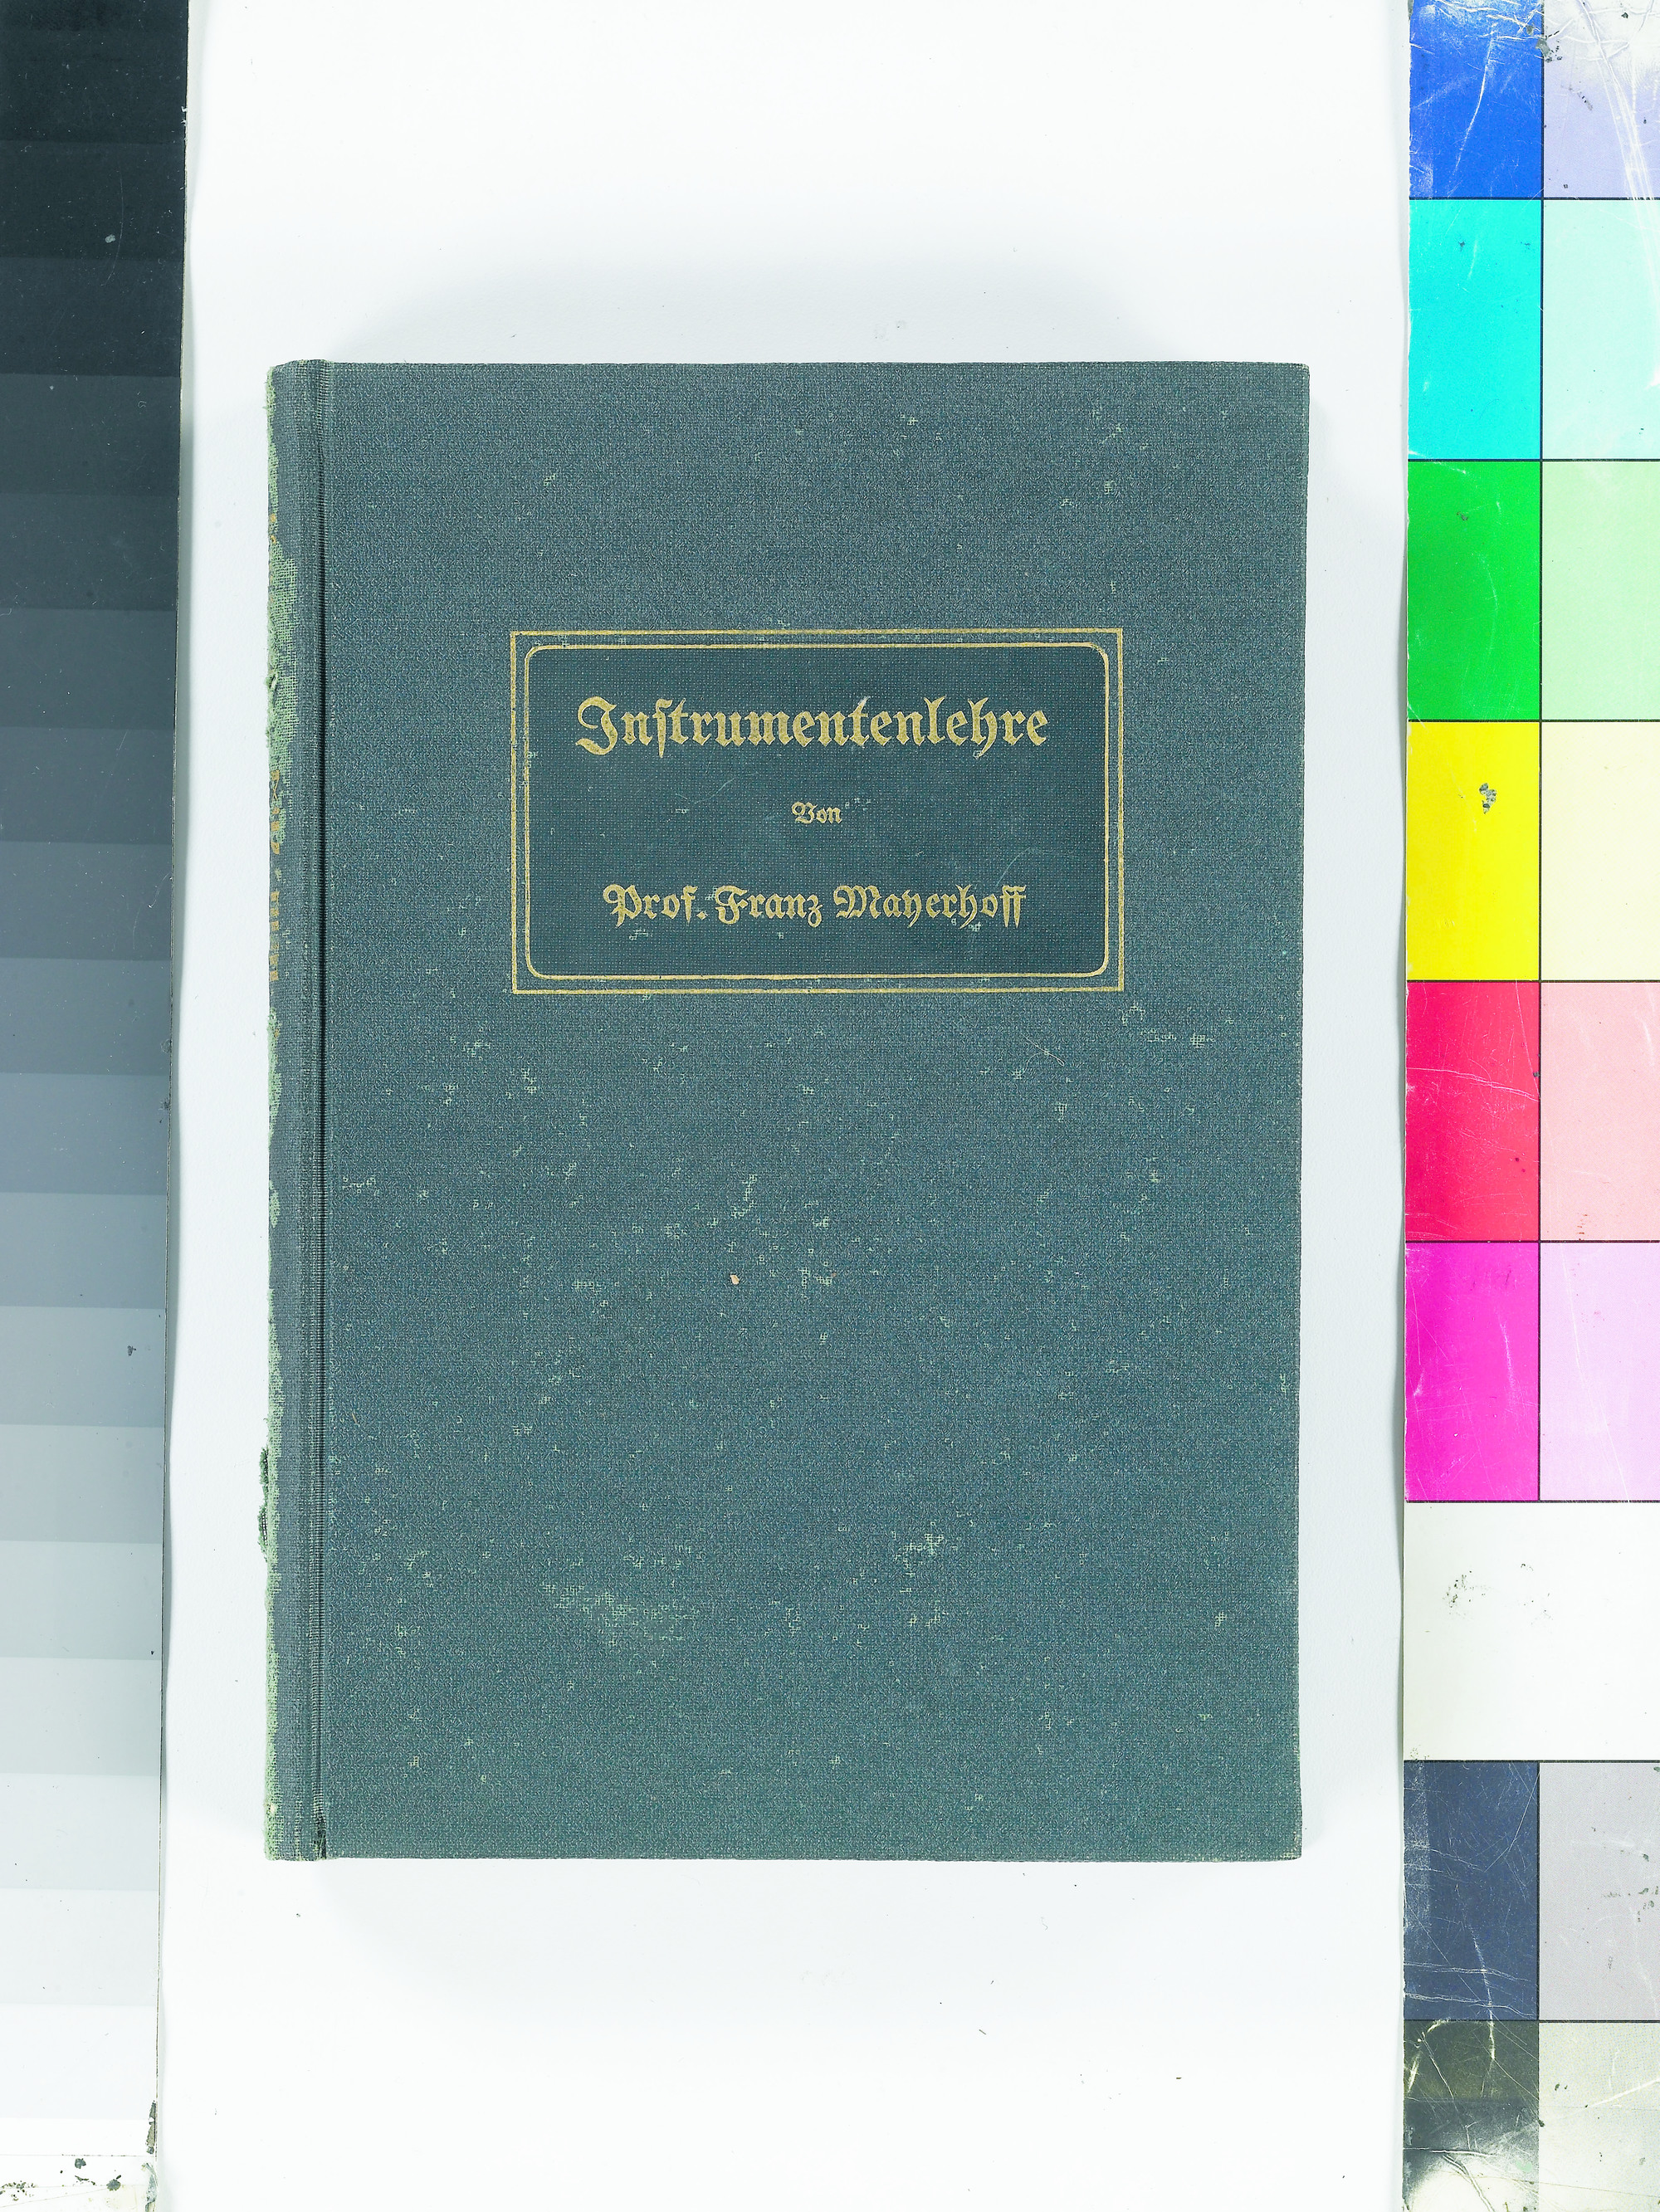 Inſtrumentenlehre
Von
Prof. Franz Mayerhoff